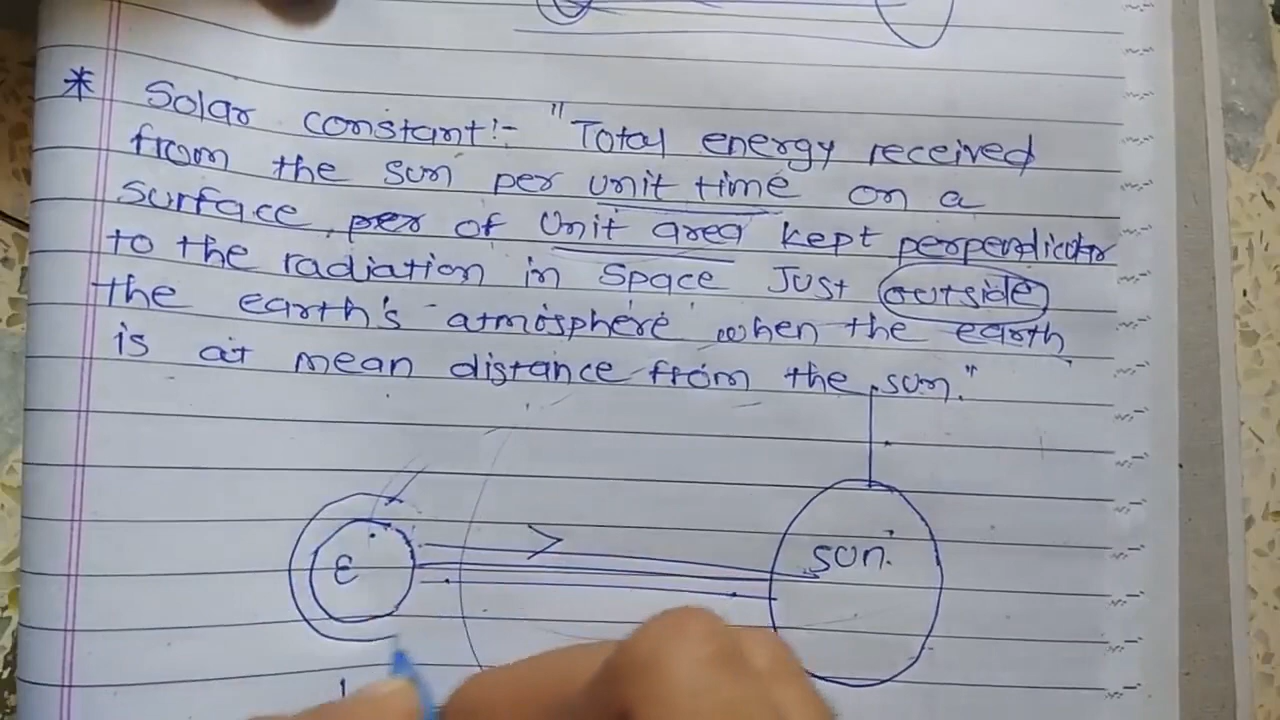 * Solar constant!- "Total energy received
from the sun per unit time on a
surface per of unit area kept perpendicular
to the radiation in space Just outside
the earth's atmosphere when the earth
is at mean distance from the sun."
E
sun.